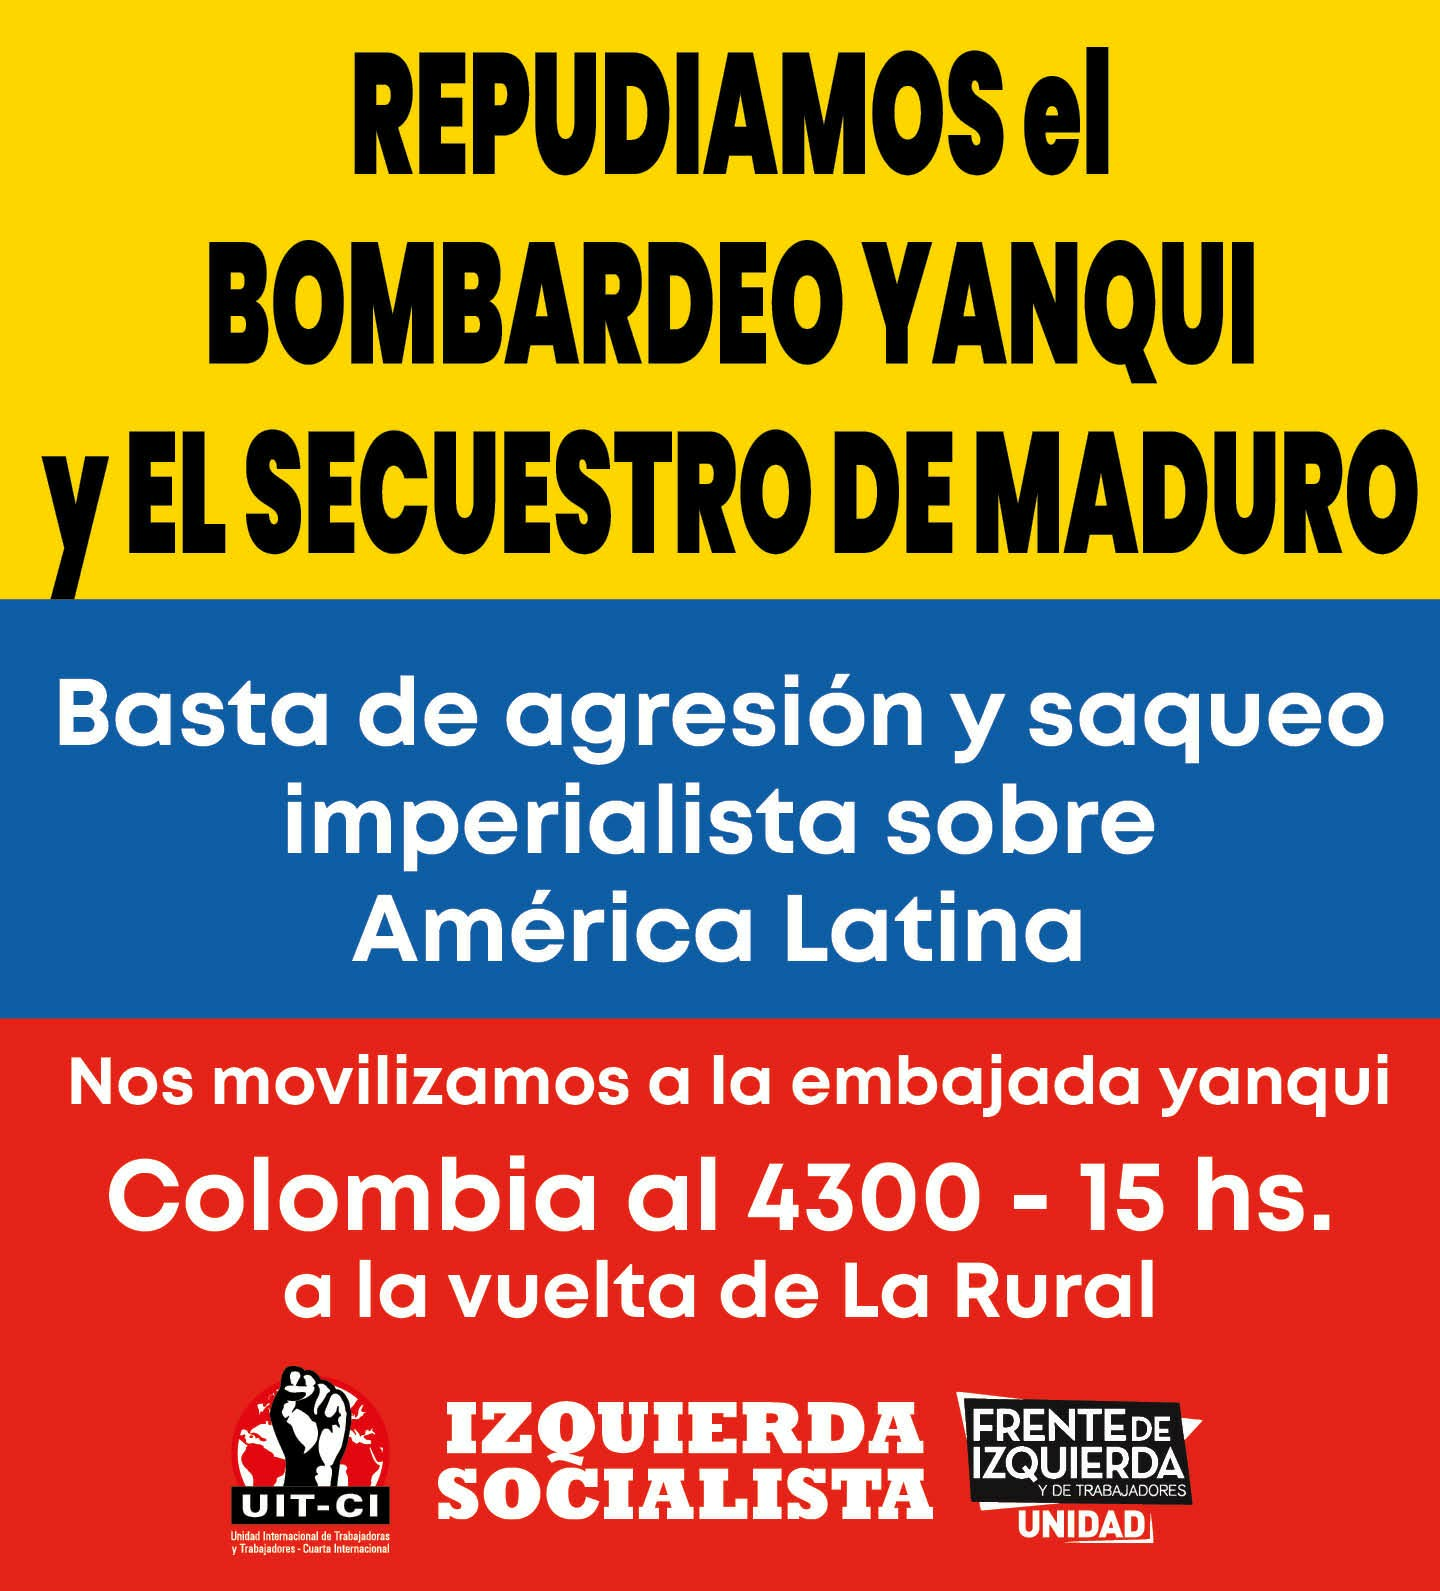 REPUDIAMOS el
BOMBARDEO YANQUI
y EL SECUESTRO DE MADURO
Basta de agresión y saqueo
imperialista sobre
América Latina
Nos movilizamos a la embajada yanqui
Colombia al 4300 - 15 hs.
a la vuelta de La Rural
UIT-CI
Unidad Internacional de Trabajadoras
y Trabajadores - Cuarta Internacional
IZQUIERDA
SOCIALISTA
FRENTE DE
IZQUIERDA
Y DE TRABAJADORES
UNIDAD